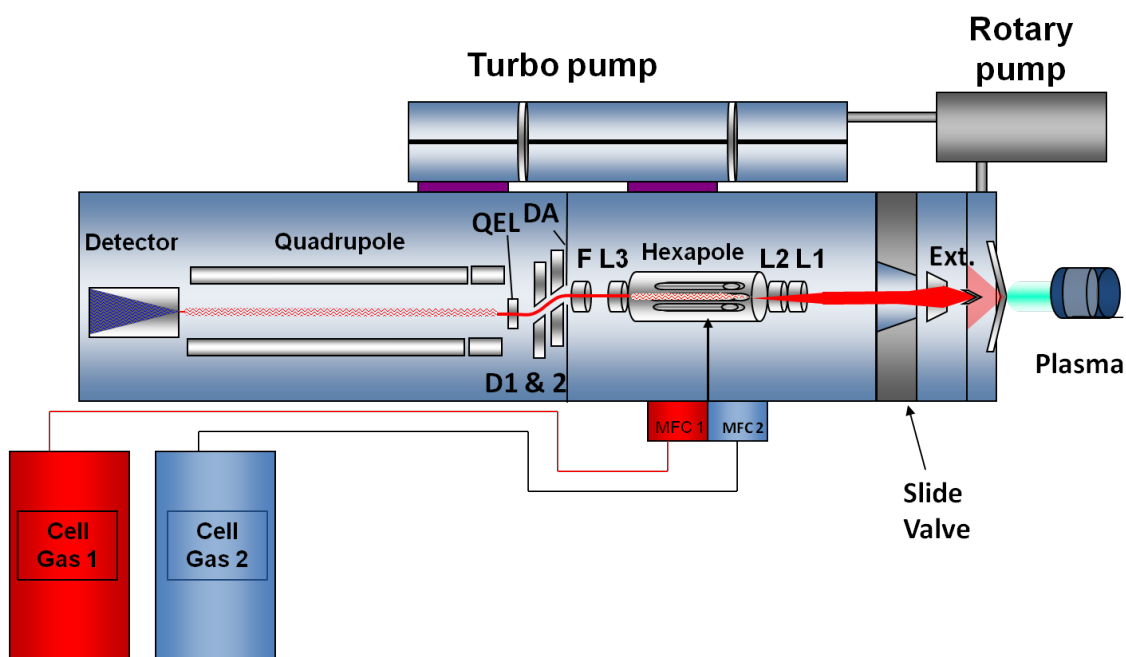 Rotary
pump
Turbo pump
Detector
Quadrupole
QEL
DA
F
L3
Hexapole
L2
L1
Ext.
Plasma
D1 & 2
MFC 1
MFC 2
Slide
Valve
Cell
Gas 1
Cell
Gas 2